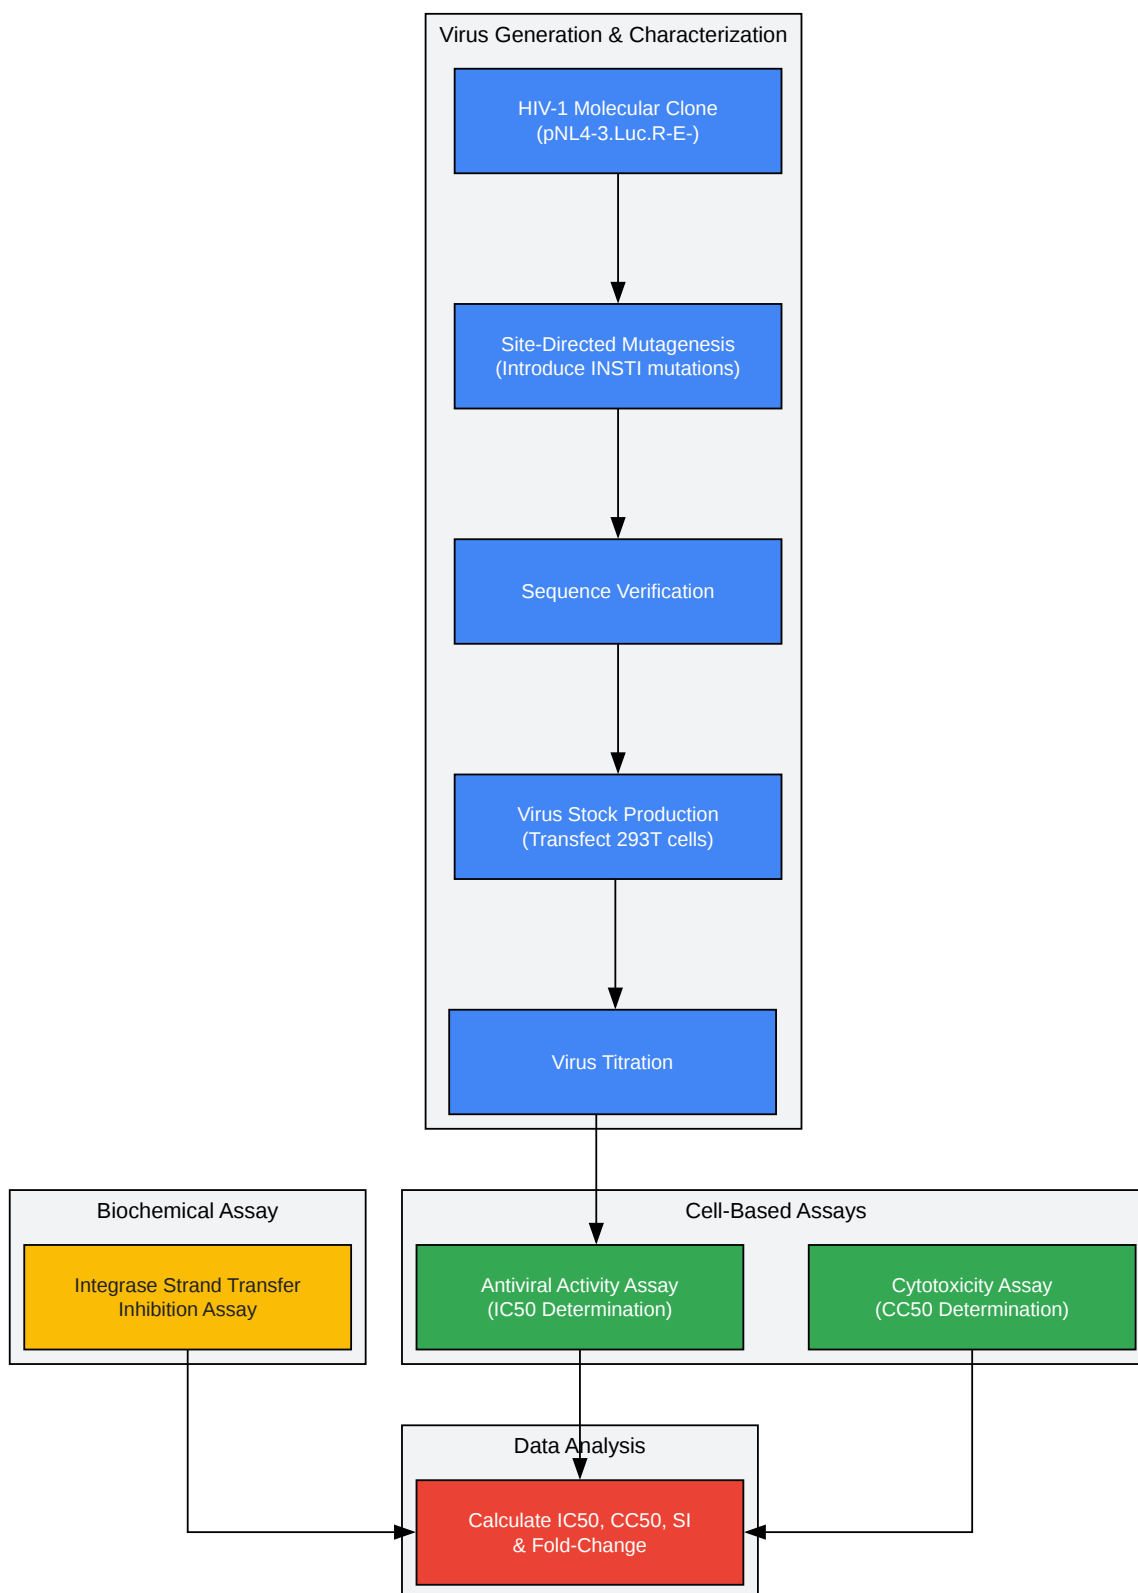 Virus Generation & Characterization
HIV-1 Molecular Clone
(pNL4-3.Luc.R-E-)
Site-Directed Mutagenesis
(Introduce INSTI mutations)
Sequence Verification
Virus Stock Production
(Transfect 293T cells)
Virus Titration
Biochemical Assay
Integrase Strand Transfer
Inhibition Assay
Cell-Based Assays
Antiviral Activity Assay
(IC50 Determination)
Cytotoxicity Assay
(CC50 Determination)
Data Analysis
Calculate IC50, CC50, SI
& Fold-Change